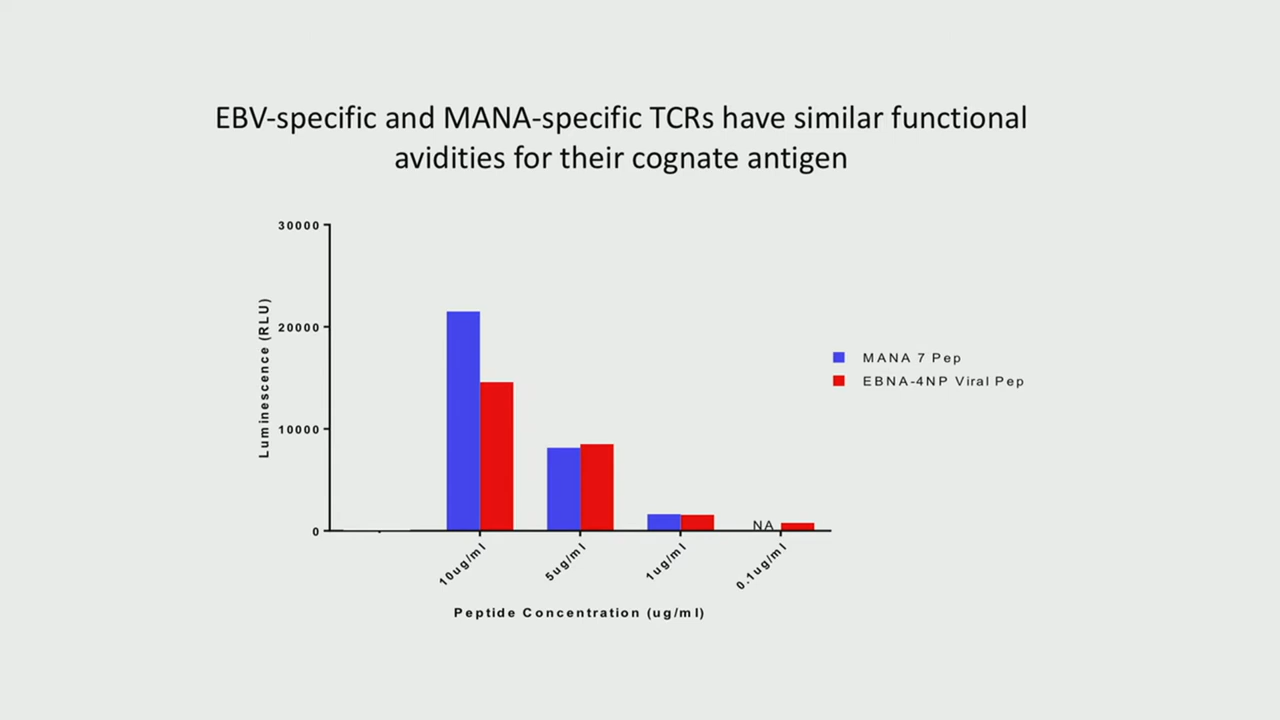 EBV-specific and MANA-specific TCRs have similar functional
avidities for their cognate antigen
30000
20000
10000
0
Luminescence (RLU)
MANA 7 Pep
EBNA-4NP Viral Pep
NA
10ug/ml
5ug/ml
1ug/ml
0.1ug/ml
Peptide Concentration (ug/ml)